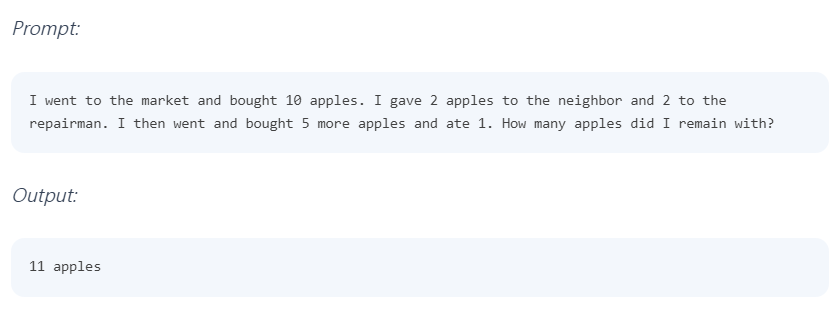 Prompt:
I went to the market and bought 10 apples. I gave 2 apples to the neighbor and 2 to the
repairman. I then went and bought 5 more apples and ate 1. How many apples did I remain with?
Output:
11 apples